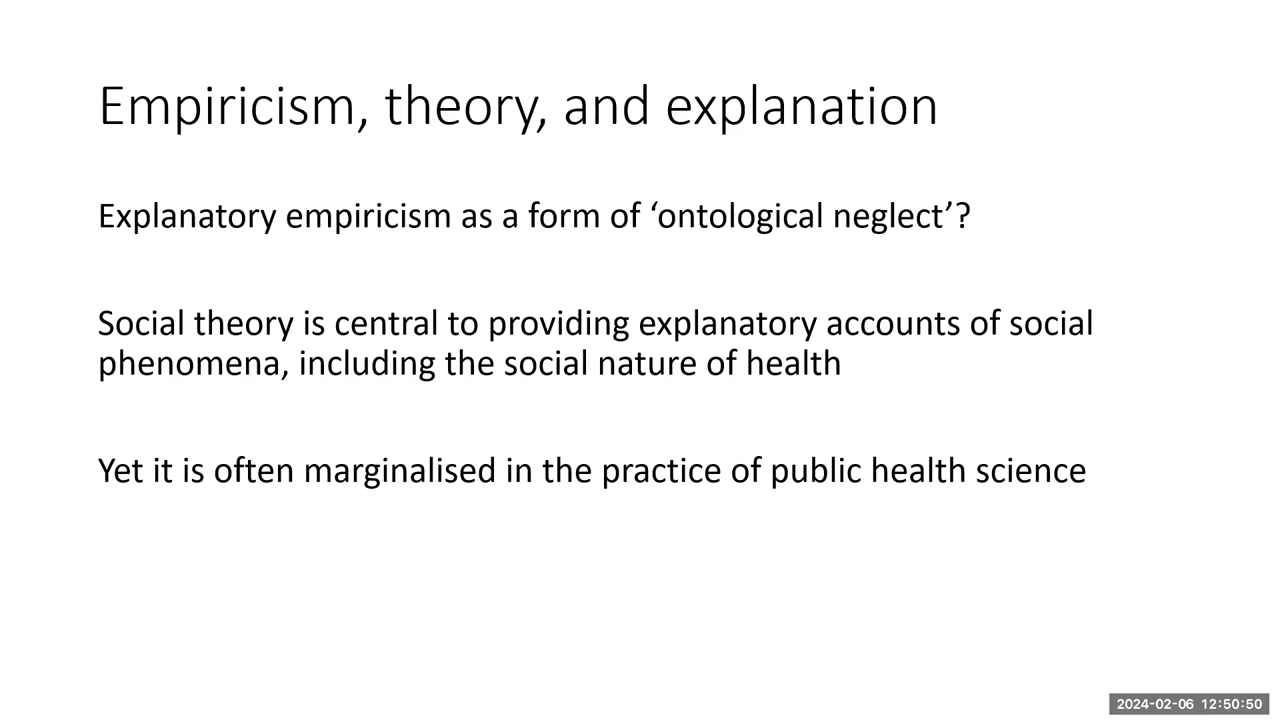 Empiricism, theory, and explanation
Explanatory empiricism as a form of ‘ontological neglect’?
Social theory is central to providing explanatory accounts of social
phenomena, including the social nature of health
Yet it is often marginalised in the practice of public health science
2024-02-06 12:50:50